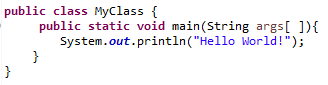 public class MyClass {
    public static void main(String args[ ]){
        System.out.println("Hello World!");
    }
}